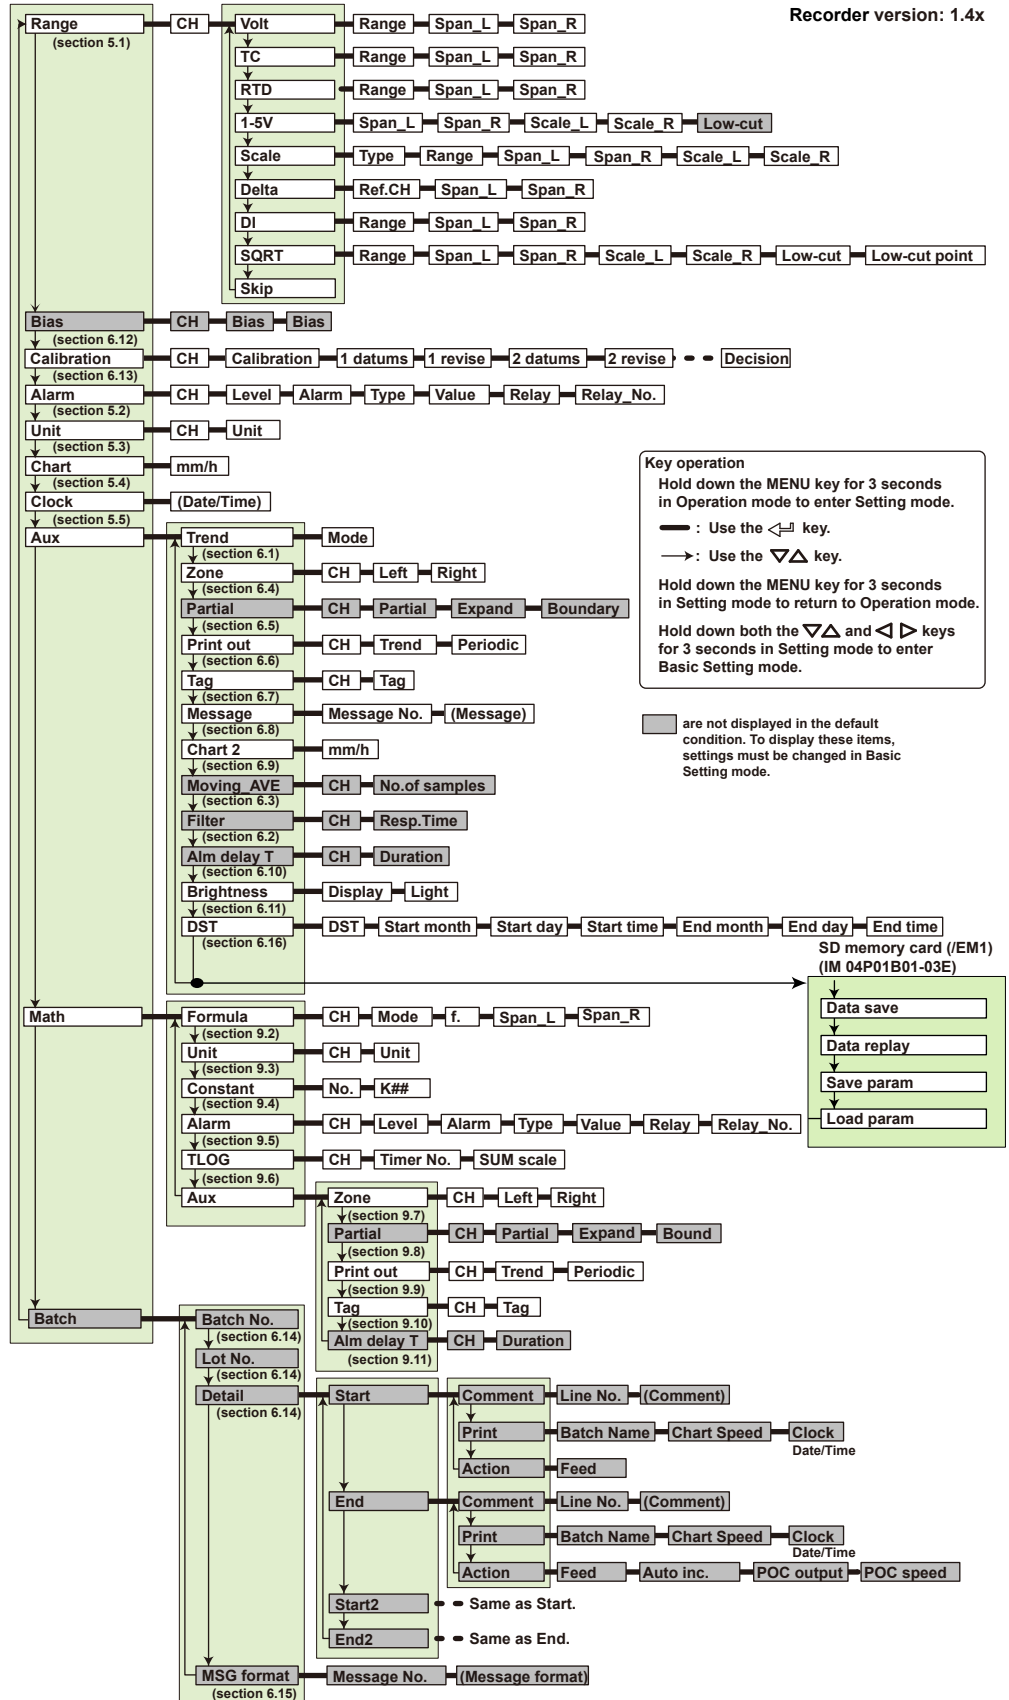 Recorder version: 1.4x
Range CH Volt Range Span_L Span_R
(section 5.1)
TC Range Span_L Span_R
RTD Range Span_L Span_R
1-5V Span_L Span_R Scale_L Scale_R Low-cut
Scale Type Range Span_L Span_R Scale_L Scale_R
Delta Ref.CH Span_L Span_R
DI Range Span_L Span_R
SQRT Range Span_L Span_R Scale_L Scale_R Low-cut Low-cut point
Skip
Bias CH Bias Bias
(section 6.12)
Calibration CH Calibration 1 datums 1 revise 2 datums 2 revise Decision
(section 6.13)
Alarm CH Level Alarm Type Value Relay Relay_No.
(section 5.2)
Unit CH Unit
(section 5.3)
Chart mm/h
(section 5.4)
Clock (Date/Time)
(section 5.5)
Key operation
Hold down the MENU key for 3 seconds
in Operation mode to enter Setting mode.
: Use the key.
: Use the ▽△ key.
Hold down the MENU key for 3 seconds
in Setting mode to return to Operation mode.
Hold down both the ▽△ and ◁ ▷ keys
for 3 seconds in Setting mode to enter
Basic Setting mode.
are not displayed in the default
condition. To display these items,
settings must be changed in Basic
Setting mode.
Aux Trend Mode
(section 6.1)
Zone CH Left Right
(section 6.4)
Partial CH Partial Expand Boundary
(section 6.5)
Print out CH Trend Periodic
(section 6.6)
Tag CH Tag
(section 6.7)
Message Message No. (Message)
(section 6.8)
Chart 2 mm/h
(section 6.9)
Moving_AVE CH No.of samples
(section 6.3)
Filter CH Resp.Time
(section 6.2)
Alm delay T CH Duration
(section 6.10)
Brightness Display Light
(section 6.11)
DST DST Start month Start day Start time End month End day End time
(section 6.16)
SD memory card (/EM1)
(IM 04P01B01-03E)
Data save
Data replay
Save param
Load param
Math Formula CH Mode f. Span_L Span_R
(section 9.2)
Unit CH Unit
(section 9.3)
Constant No. K##
(section 9.4)
Alarm CH Level Alarm Type Value Relay Relay_No.
(section 9.5)
TLOG CH Timer No. SUM scale
(section 9.6)
Aux Zone CH Left Right
(section 9.7)
Partial CH Partial Expand Bound
(section 9.8)
Print out CH Trend Periodic
(section 9.9)
Tag CH Tag
(section 9.10)
Alm delay T CH Duration
(section 9.11)
Batch Batch No.
(section 6.14)
Lot No.
(section 6.14)
Detail Start Comment Line No. (Comment)
(section 6.14)
Print Batch Name Chart Speed Clock
Date/Time
Action Feed
End Comment Line No. (Comment)
Print Batch Name Chart Speed Clock
Date/Time
Action Feed Auto inc. POC output POC speed
Start2 Same as Start.
End2 Same as End.
MSG format Message No. (Message format)
(section 6.15)